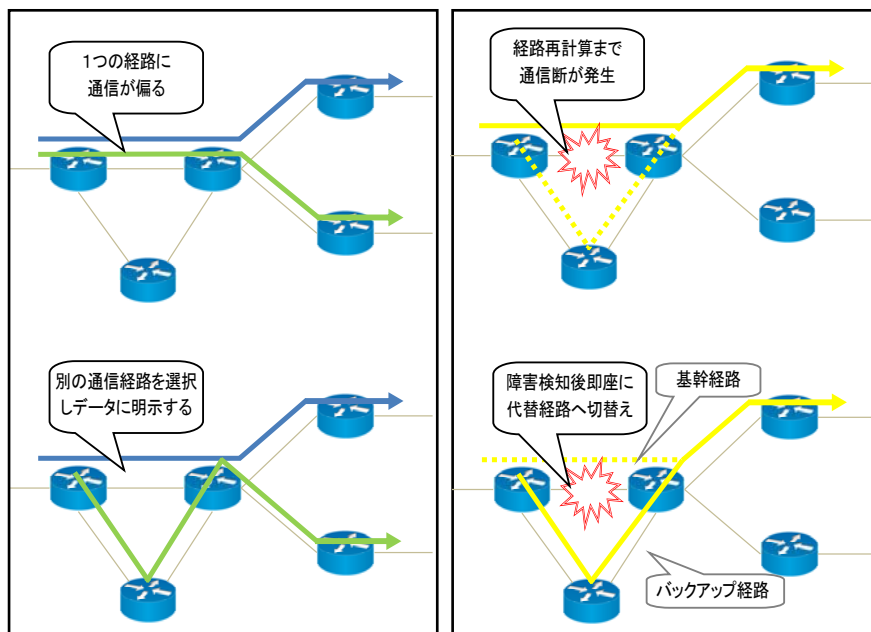 1つの経路に
通信が偏る
別の通信経路を選択
しデータに明示する
経路再計算まで
通信断が発生
障害検知後即座に
代替経路へ切替え
基幹経路
バックアップ経路